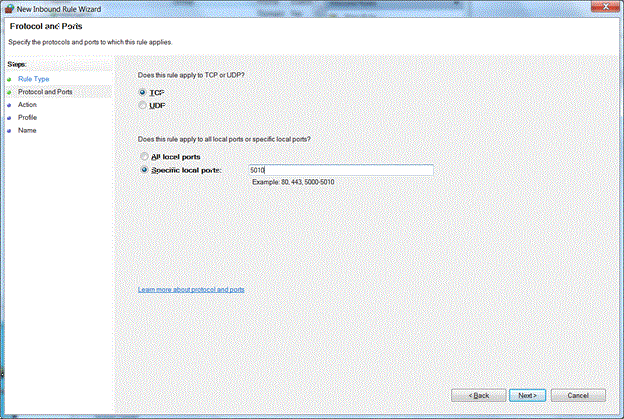 New Inbound Rule Wizard
Protocol and Ports
Specify the protocols and ports to which this rule applies.
Steps:
Rule Type
Protocol and Ports
Action
Profile
Name
Does this rule apply to TCP or UDP?
TCP
UDP
Does this rule apply to all local ports or specific local ports?
All local ports
Specific local ports:
5010
Example: 80, 443, 5000-5010
Learn more about protocol and ports
< Back
Next >
Cancel